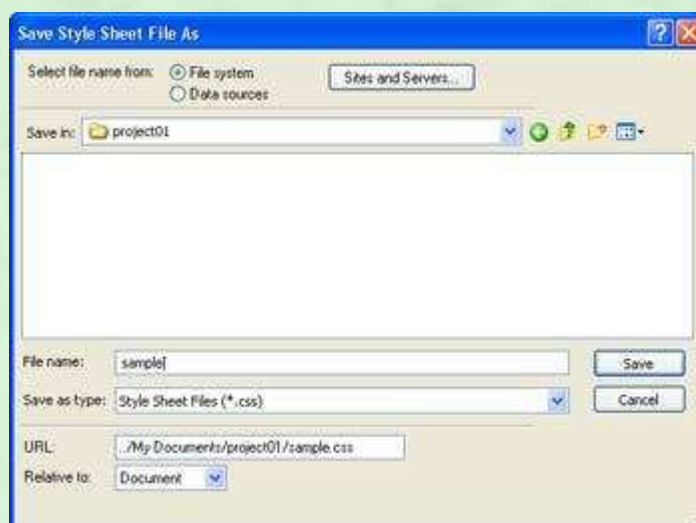 Save Style Sheet File As
Select file name from: File system Sites and Servers...
Data sources
Save in: project01
File name: sample
Save
Save as type: Style Sheet Files (*.css)
Cancel
URL: ../My Documents/project01/sample.css
Relative to: Document